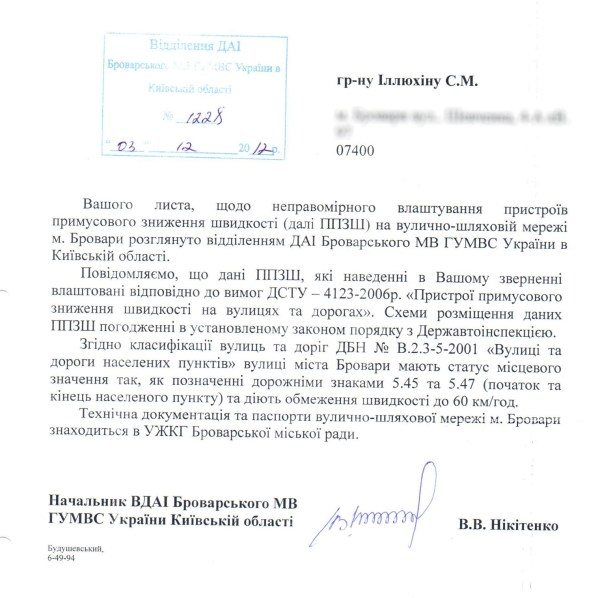 Відділення ДАІ
Броварського МВ ГУМВС України в
Київській області
№ 1228
"03" 12 2012р.
гр-ну Іллюхіну С.М.
07400
Вашого листа, щодо неправомірного влаштування пристроїв
примусового зниження швидкості (далі ППЗШ) на вулично-шляховій мережі
м. Бровари розглянуто відділенням ДАІ Броварського МВ ГУМВС України в
Київській області.
Повідомляємо, що дані ППЗШ, які наведенні в Вашому зверненні
влаштовані відповідно до вимог ДСТУ – 4123-2006р. «Пристрої примусового
зниження швидкості на вулицях та дорогах». Схеми розміщення даних
ППЗШ погодженні в установленому законом порядку з Державтоінспекцією.
Згідно класифікації вулиць та доріг ДБН № В.2.3-5-2001 «Вулиці та
дороги населених пунктів» вулиці міста Бровари мають статус місцевого
значення так, як позначенні дорожніми знаками 5.45 та 5.47 (початок та
кінець населеного пункту) та діють обмеження швидкості до 60 км/год.
Технічна документація та паспорти вулично-шляхової мережі м. Бровари
знаходиться в УЖКГ Броварської міської ради.
Начальник ВДАІ Броварського МВ
ГУМВС України Київській області
В.В. Нікітенко
Будушевський,
6-49-94